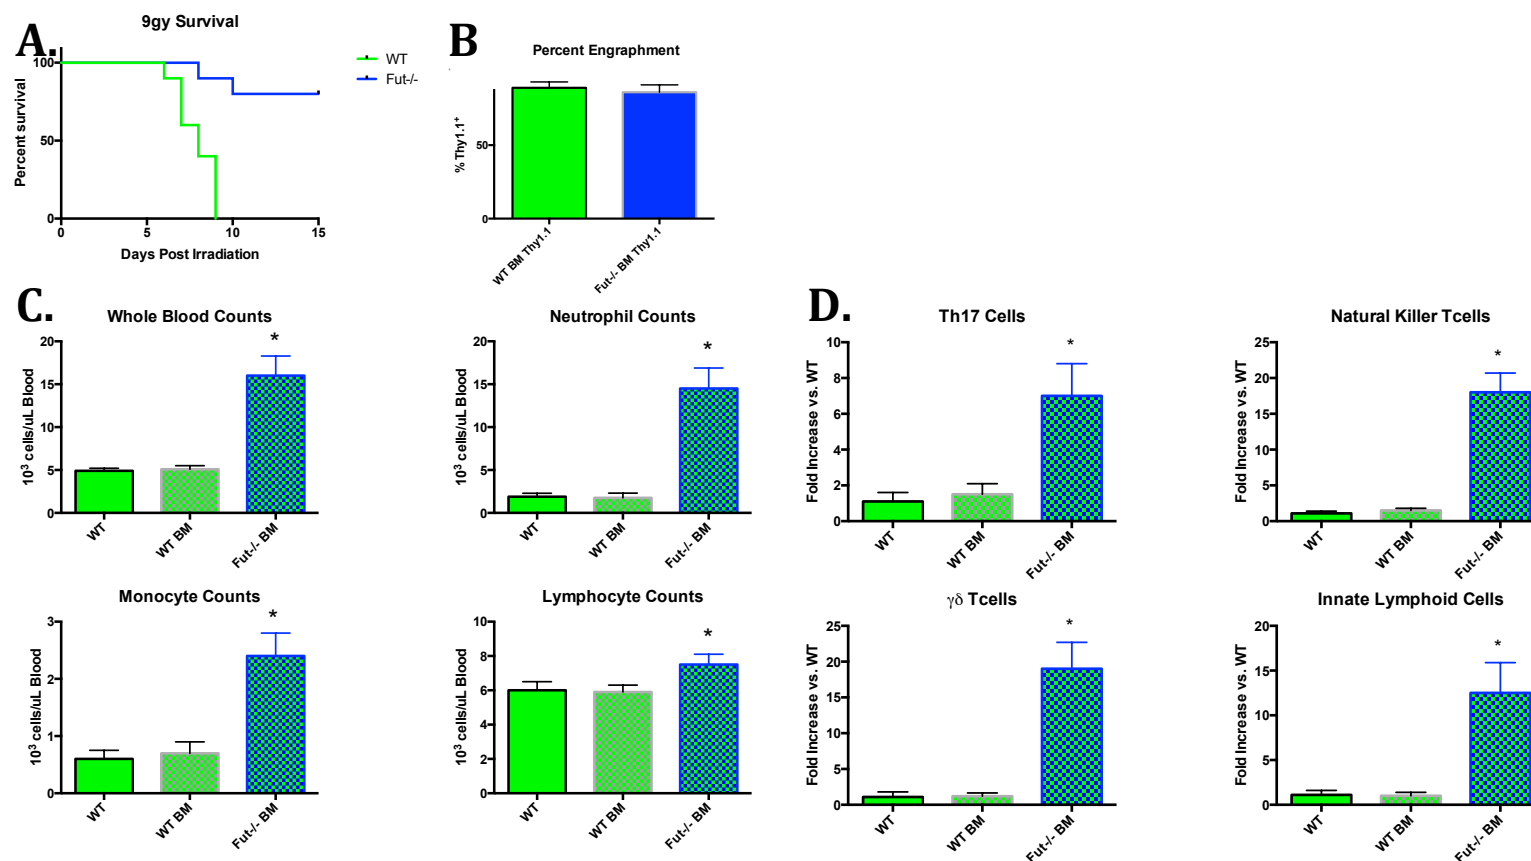 A.
9gy Survival
WT
Fut-/-
Percent survival
100
50
0
0 5 10 15
Days Post Irradiation
B
Percent Engraphment
% Thy1.1+
50
0
WT BM Thy1.1
Fut-/- BM Thy1.1
C.
Whole Blood Counts
10³ cells/uL Blood
20
15
10
5
0
*
WT
WT BM
Fut-/- BM
Neutrophil Counts
10³ cells/uL Blood
20
15
10
5
0
*
WT
WT BM
Fut-/- BM
Monocyte Counts
10³ cells/uL Blood
3
2
1
0
*
WT
WT BM
Fut-/- BM
Lymphocyte Counts
10³ cells/uL Blood
10
8
6
4
2
0
*
WT
WT BM
Fut-/- BM
D.
Th17 Cells
Fold Increase vs. WT
10
8
6
4
2
0
*
WT
WT BM
Fut-/- BM
Natural Killer Tcells
Fold Increase vs. WT
25
20
15
10
5
0
*
WT
WT BM
Fut-/- BM
γδ Tcells
Fold Increase vs. WT
25
20
15
10
5
0
*
WT
WT BM
Fut-/- BM
Innate Lymphoid Cells
Fold Increase vs. WT
20
15
10
5
0
*
WT
WT BM
Fut-/- BM